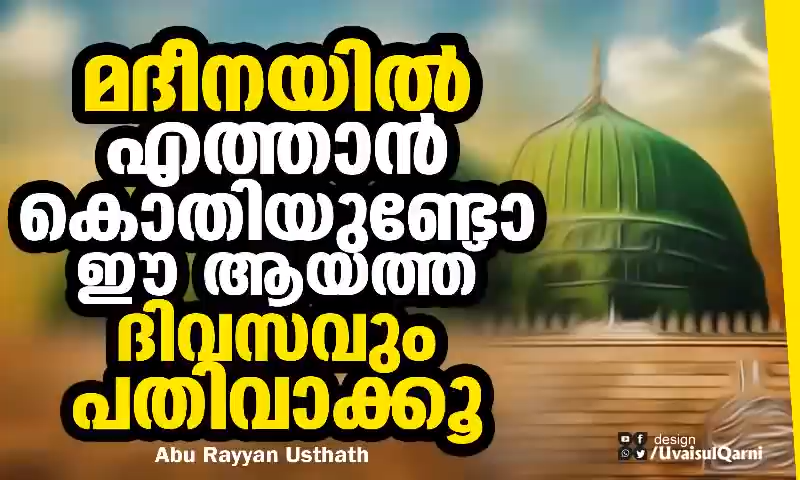 മദീനയിൽ
എത്താൻ
കൊതിയുണ്ടോ
ഈ ആയത്ത്
ദിവസവും
പതിവാക്കൂ
Abu Rayyan Usthath
design
/UvaisulQarni